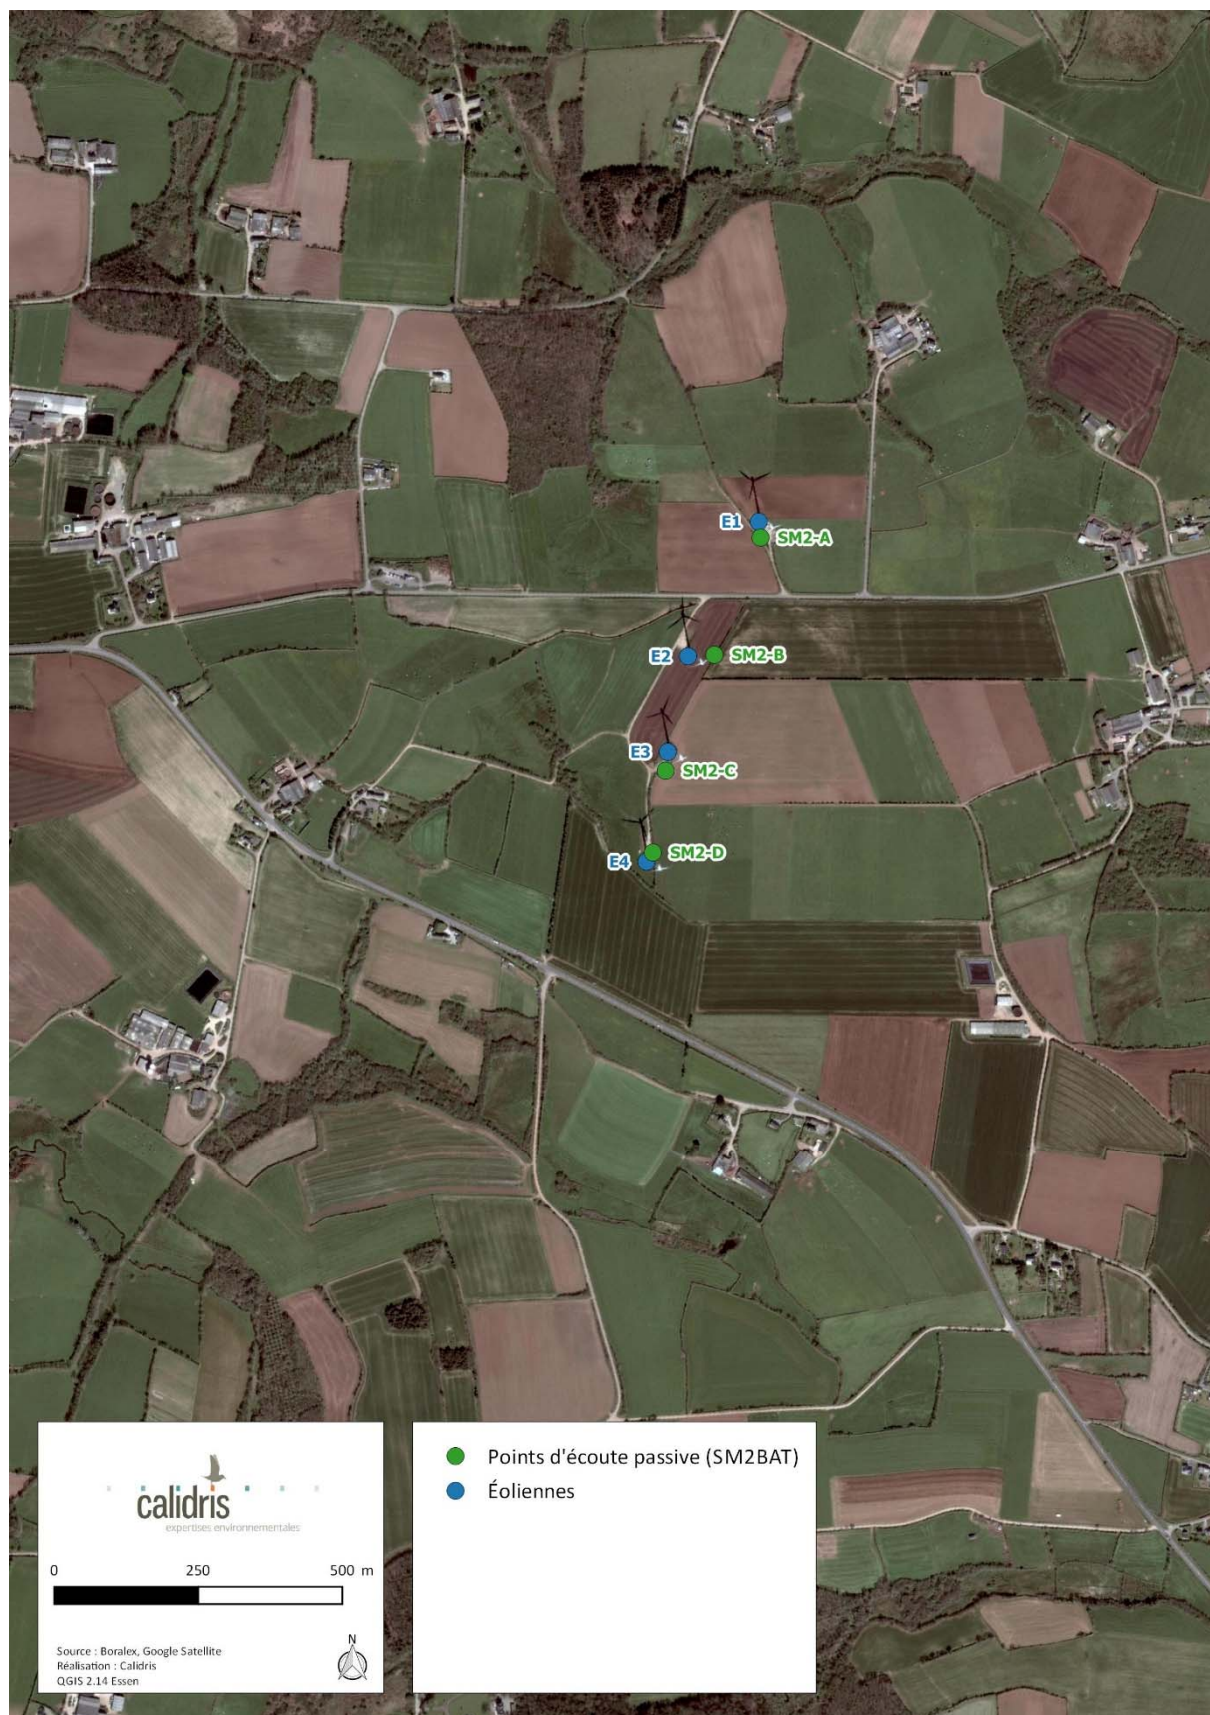 E1
SM2-A
E2
SM2-B
E3
SM2-C
E4
SM2-D
calidris
expertises environnementales
0 250 500 m
Source : Boralex, Google Satellite
Réalisation : Calidris
QGIS 2.14 Essen
N
Points d'écoute passive (SM2BAT)
Éoliennes